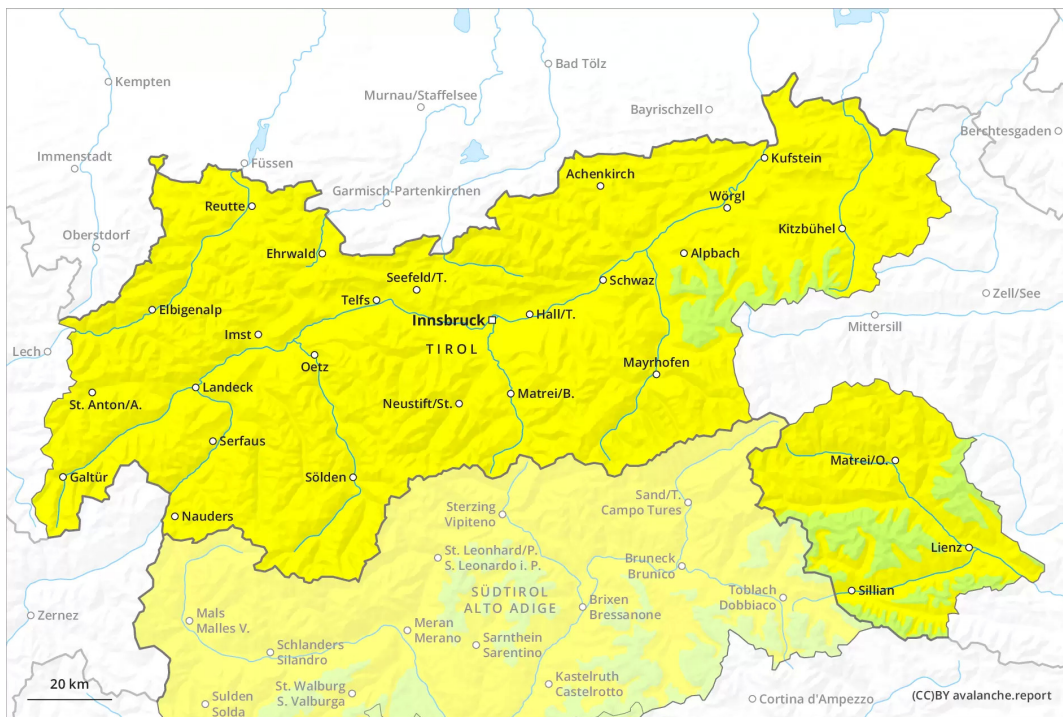 Kempten
Bad Tölz
Murnau/Staffelsee
Bayrischzell
Berchtesgaden
Immenstadt
Füssen
Kufstein
Garmisch-Partenkirchen
Achenkirch
Reutte
Wörgl
Oberstdorf
Kitzbühel
Ehrwald
Alpbach
Seefeld/T.
Schwaz
Zell/See
Telfs
Elbigenalp
Innsbruck
Hall/T.
Mittersill
Imst
Lech
TIROL
Oetz
Mayrhofen
Landeck
St. Anton/A.
Neustift/St.
Matrei/B.
Serfaus
Matrei/O.
Galtür
Sölden
Sand/T.
Campo Tures
Sterzing
Vipiteno
Nauders
Lienz
St. Leonhard/P.
S. Leonardo i. P.
Bruneck
Brunico
SÜDTIROL
ALTO ADIGE
Toblach
Dobbiaco
Sillian
Brixen
Bressanone
Zernez
Mals
Malles V.
Meran
Merano
Schlanders
Silandro
Sarnthein
Sarentino
20 km
St. Walburg
S. Valburga
Kastelruth
Castelrotto
Sulden
Solda
Cortina d'Ampezzo
(CC)BY avalanche.report